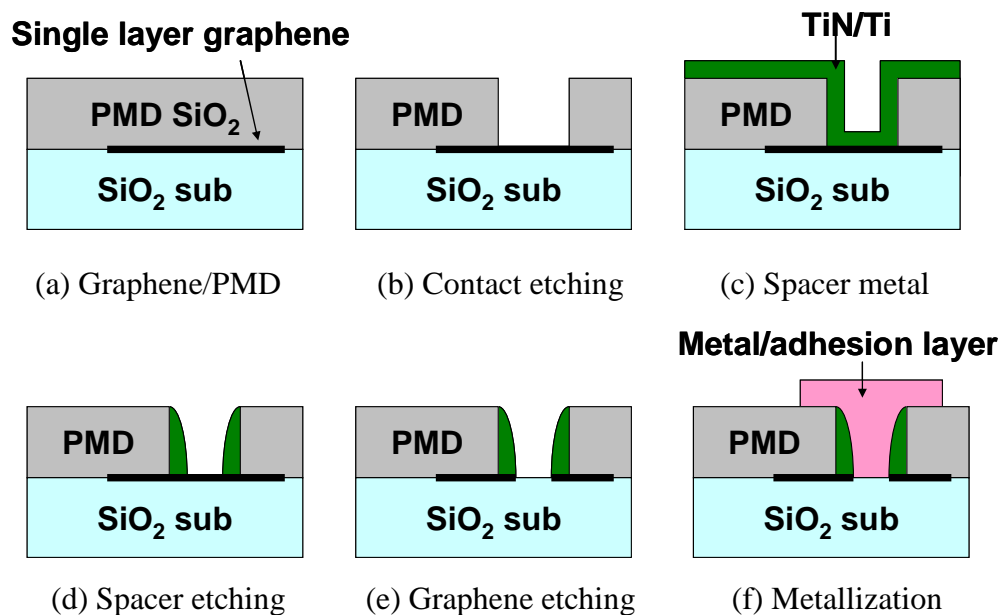 Single layer graphene
TiN/Ti
PMD SiO₂
PMD
PMD
SiO₂ sub
SiO₂ sub
SiO₂ sub
(a) Graphene/PMD
(b) Contact etching
(c) Spacer metal
Metal/adhesion layer
PMD
PMD
PMD
SiO₂ sub
SiO₂ sub
SiO₂ sub
(d) Spacer etching
(e) Graphene etching
(f) Metallization